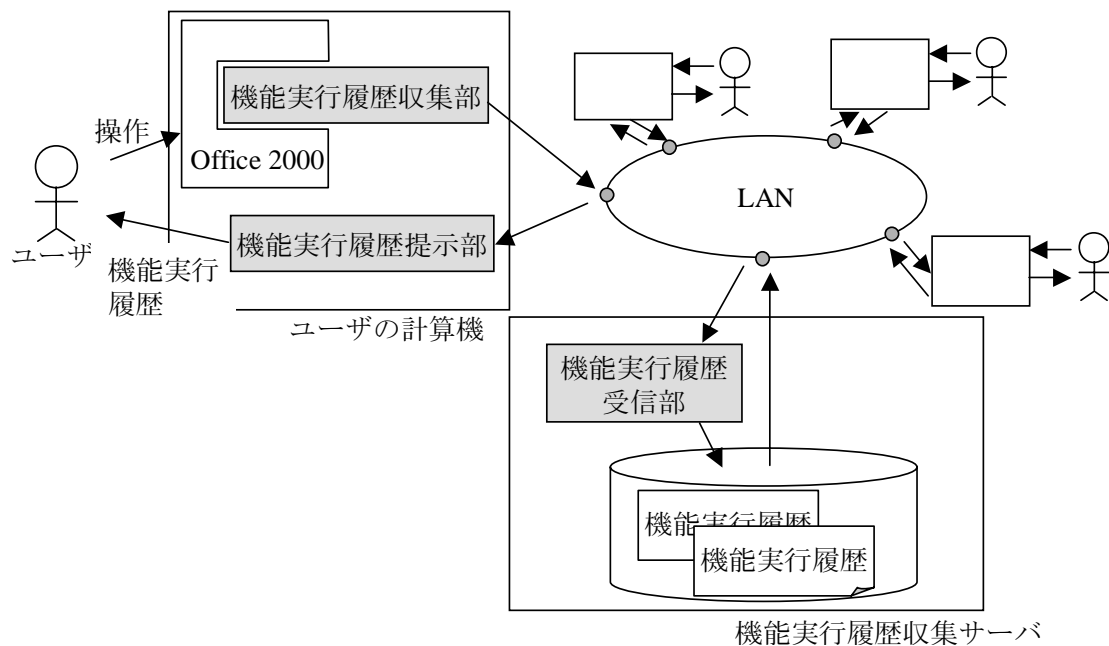 機能実行履歴収集部
操作
Office 2000
LAN
ユーザ
機能実行履歴提示部
機能実行
履歴
ユーザの計算機
機能実行履歴
受信部
機能実行履歴
機能実行履歴
機能実行履歴収集サーバ